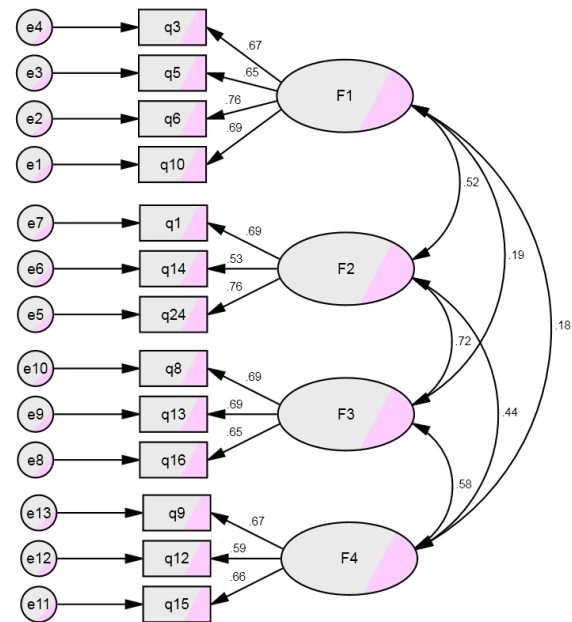 e4 q3 .67
e3 q5 .65
F1
e2 q6 .76
e1 q10 .69
.52
e7 q1 .69
.19
e6 q14 .53
F2
e5 q24 .76
.18
.72
e10 q8 .69
e9 q13 .69
F3
.44
e8 q16 .65
.58
e13 q9 .67
e12 q12 .59
F4
e11 q15 .66